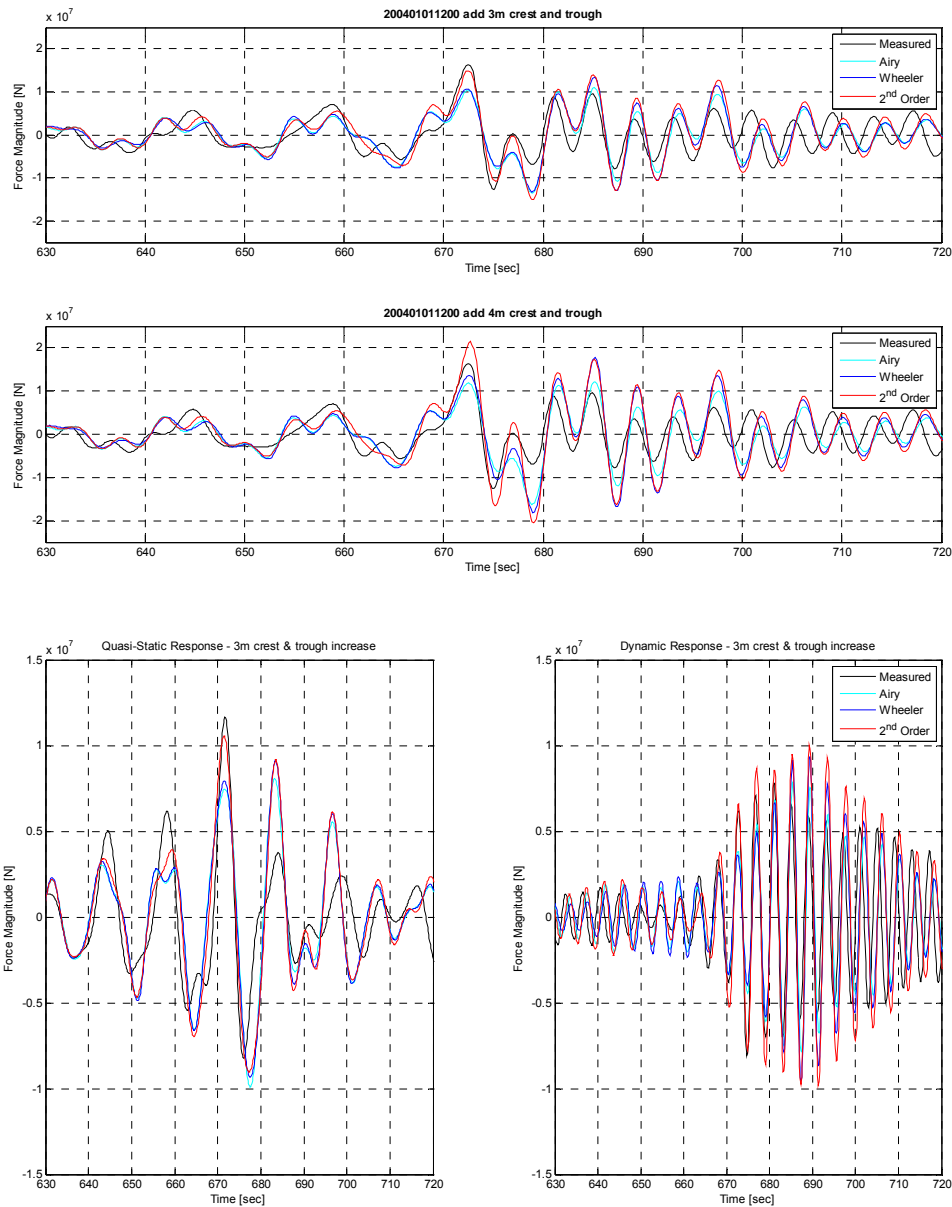 200401011200 add 3m crest and trough
x 10^7
2
1
0
-1
-2
Force Magnitude [N]
Measured
Airy
Wheeler
2nd Order
630 640 650 660 670 680 690 700 710 720
Time [sec]
200401011200 add 4m crest and trough
x 10^7
2
1
0
-1
-2
Force Magnitude [N]
Measured
Airy
Wheeler
2nd Order
630 640 650 660 670 680 690 700 710 720
Time [sec]
Quasi-Static Response - 3m crest & trough increase
x 10^7
1.5
1
0.5
0
-0.5
-1
-1.5
Force Magnitude [N]
630 640 650 660 670 680 690 700 710 720
Time [sec]
Dynamic Response - 3m crest & trough increase
x 10^7
1.5
1
0.5
0
-0.5
-1
-1.5
Force Magnitude [N]
Measured
Airy
Wheeler
2nd Order
630 640 650 660 670 680 690 700 710 720
Time [sec]